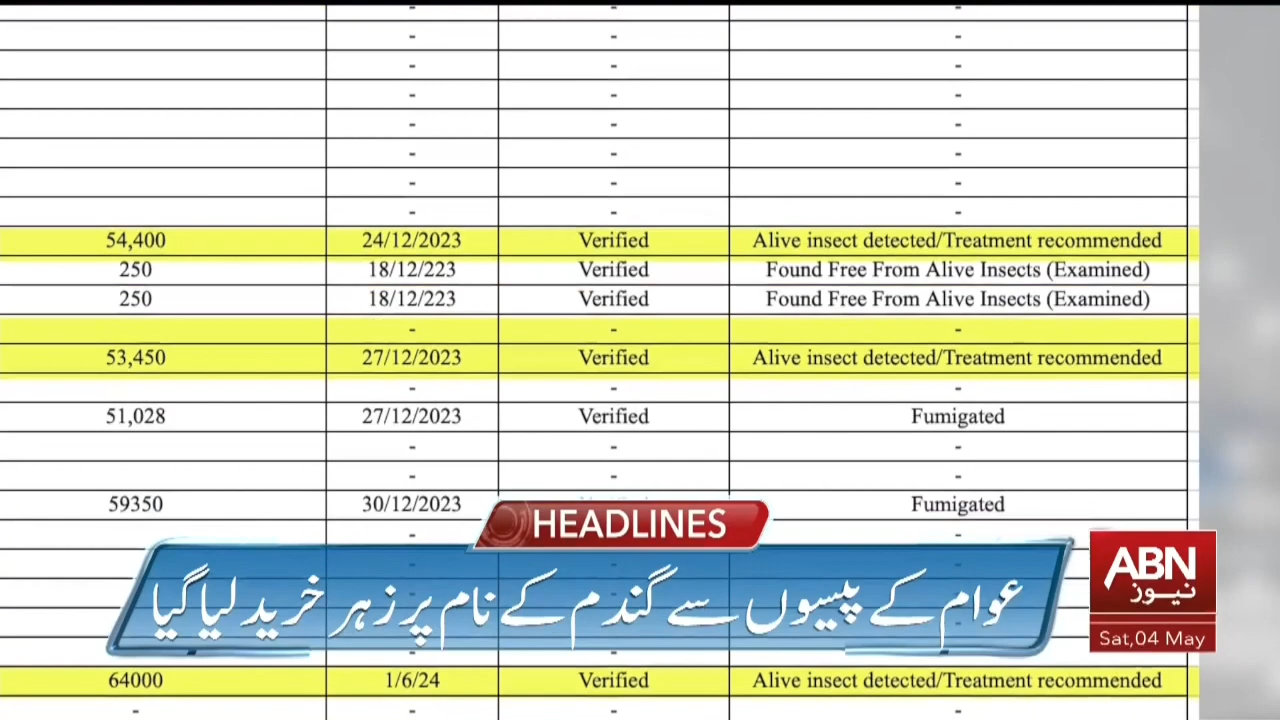 - - -
- - -
- - -
- - -
- - -
- - -
- - -
- - -
54,400 24/12/2023 Verified Alive insect detected/Treatment recommended
250 18/12/223 Verified Found Free From Alive Insects (Examined)
250 18/12/223 Verified Found Free From Alive Insects (Examined)
- - -
53,450 27/12/2023 Verified Alive insect detected/Treatment recommended
- - -
51,028 27/12/2023 Verified Fumigated
- - -
- - -
59350 30/12/2023 Fumigated
HEADLINES
عوام کے پیسوں سے گندم کے نام پر زہر خرید لیا گیا
ABN
نیوز
Sat,04 May
64000 1/6/24 Verified Alive insect detected/Treatment recommended
- - - -